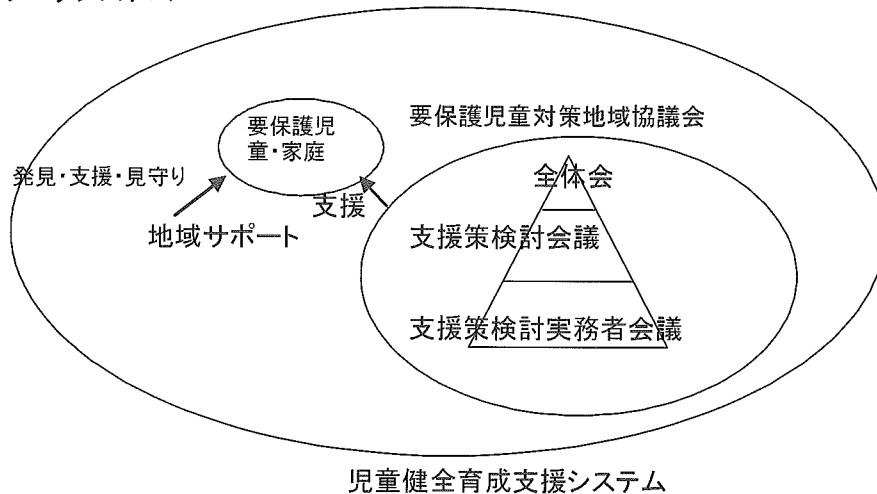 要保護児
童・家庭
要保護児童対策地域協議会
発見・支援・見守り
支援
地域サポート
全体会
支援策検討会議
支援策検討実務者会議
児童健全育成支援システム